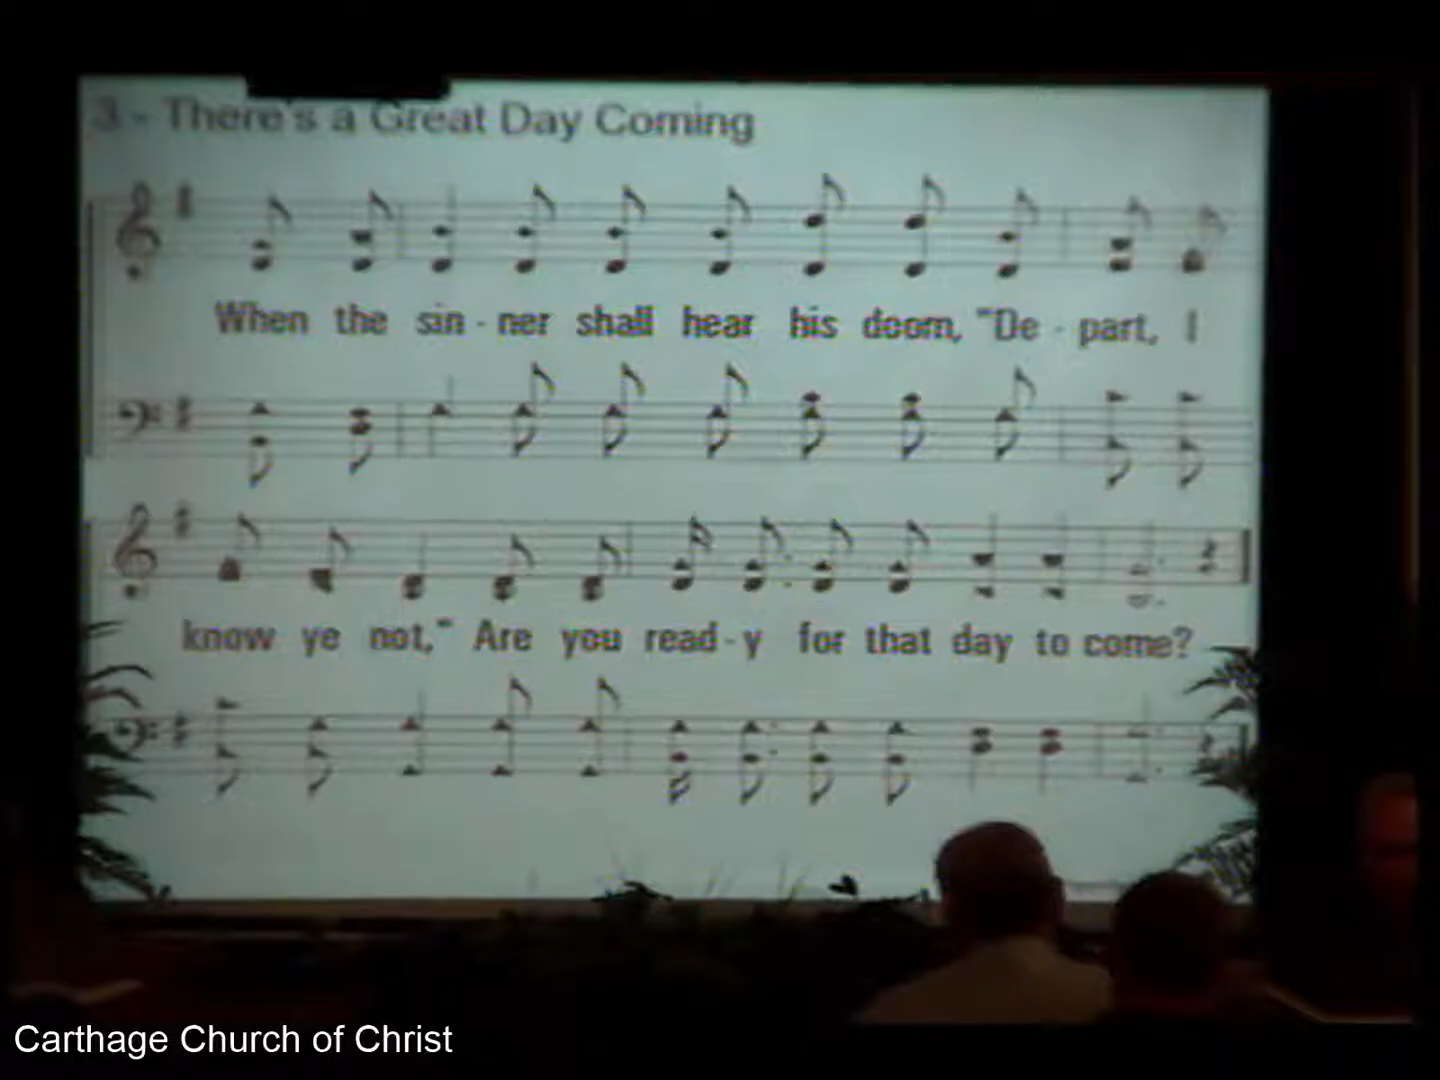 3 - There's a Great Day Coming
When the sin - ner shall hear his doom, "De - part, I
know ye not," Are you read - y for that day to come?
Carthage Church of Christ